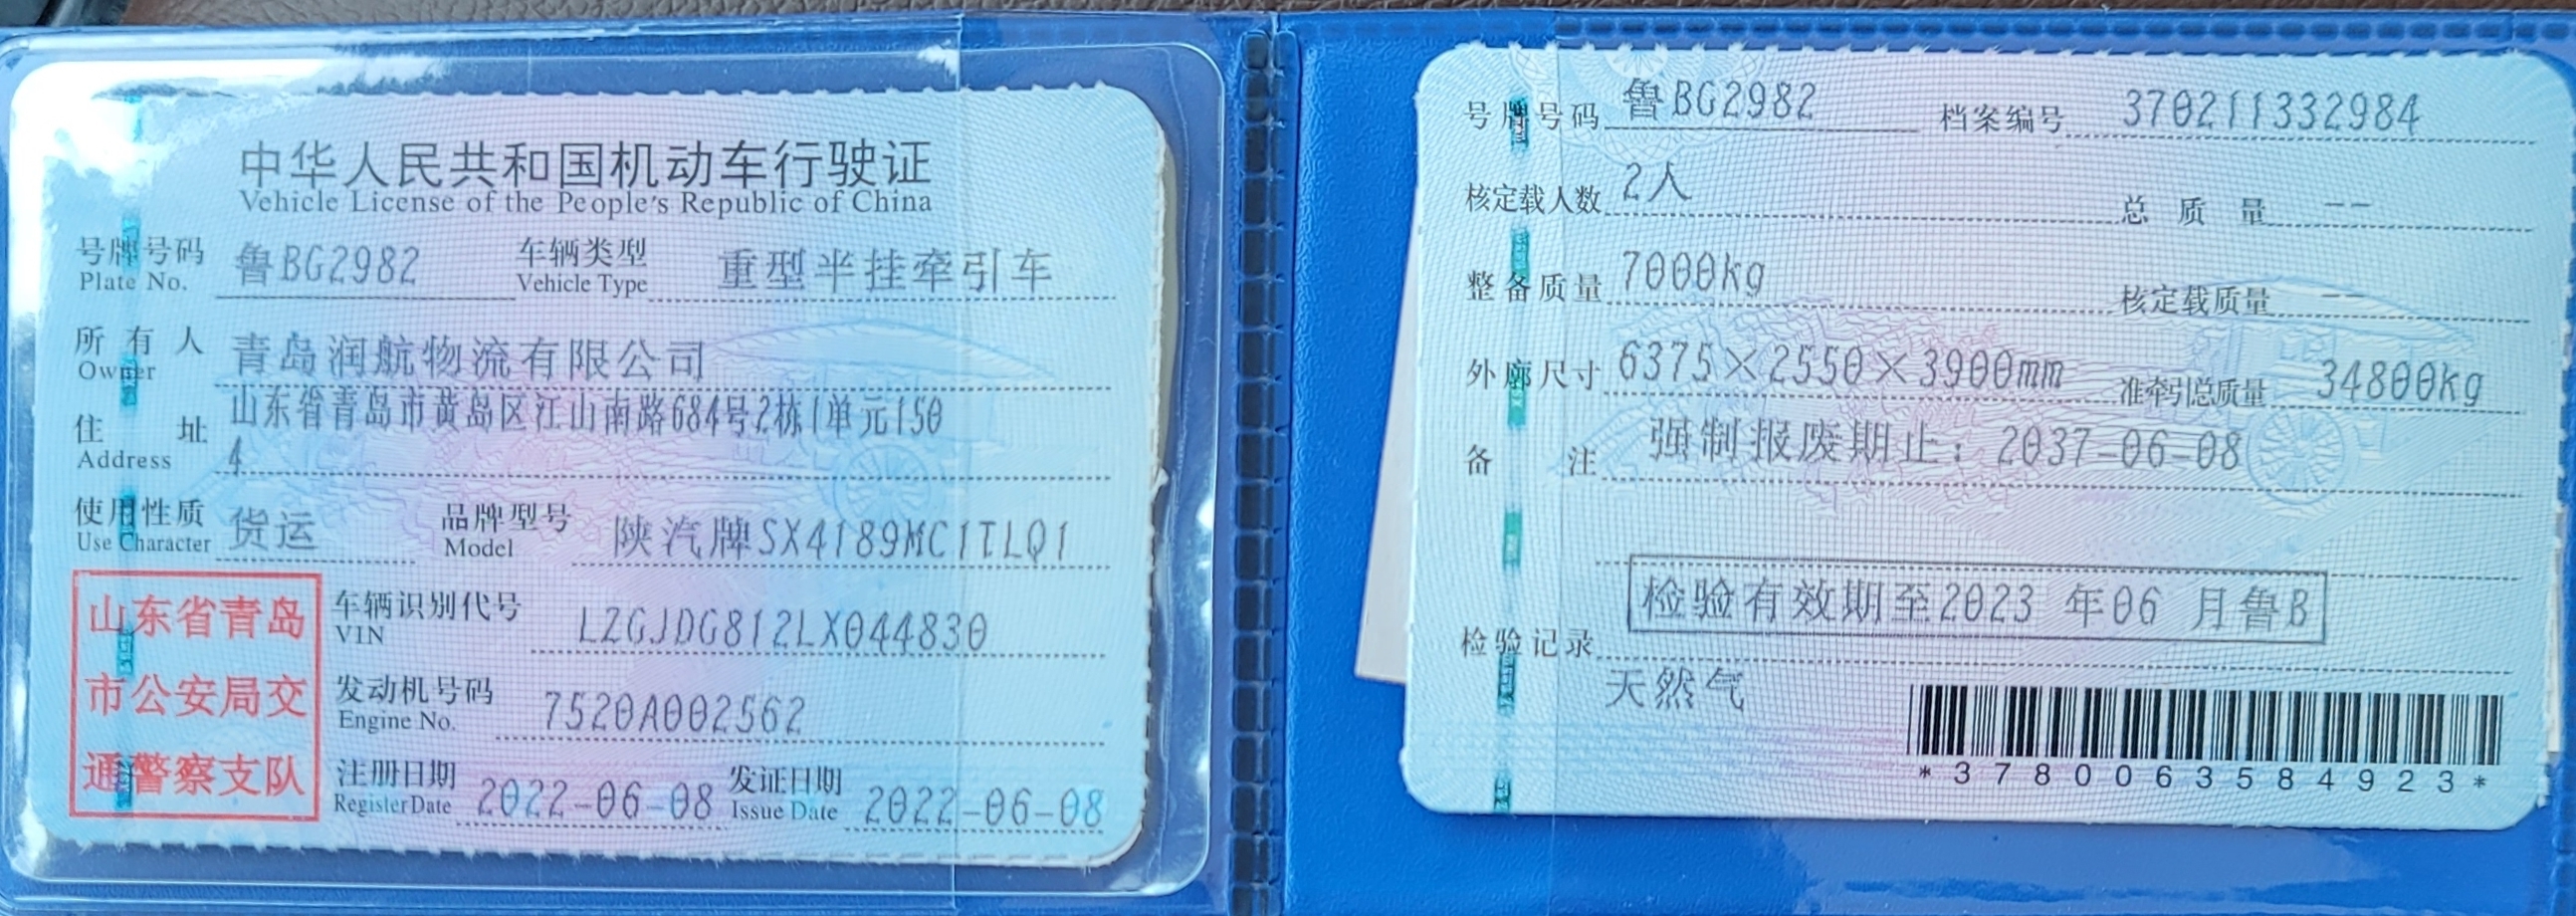 中华人民共和国机动车行驶证
Vehicle License of the People's Republic of China
号牌号码 鲁BG2982 车辆类型 重型半挂牵引车
Plate No. Vehicle Type
所有人 青岛润航物流有限公司
Owner
住址 山东省青岛市黄岛区江山南路684号2栋1单元150
Address 4
使用性质 货运 品牌型号 陕汽牌SX4189MC1TLQ1
Use Character Model
山东省青岛
市公安局交
通警察支队
车辆识别代号 LZGJDG812LX044830
VIN
发动机号码 7520A002562
Engine No.
注册日期 2022-06-08 发证日期 2022-06-08
Register Date Issue Date
号牌号码 鲁BG2982 档案编号 370211332984
核定载人数 2人 总质量 --
整备质量 7000kg 核定载质量 --
外廓尺寸 6375×2550×3900mm 准牵引总质量 34800kg
备注 强制报废期止：2037-06-08
检验有效期至2023 年06 月鲁B
检验记录
天然气
*3780063584923*